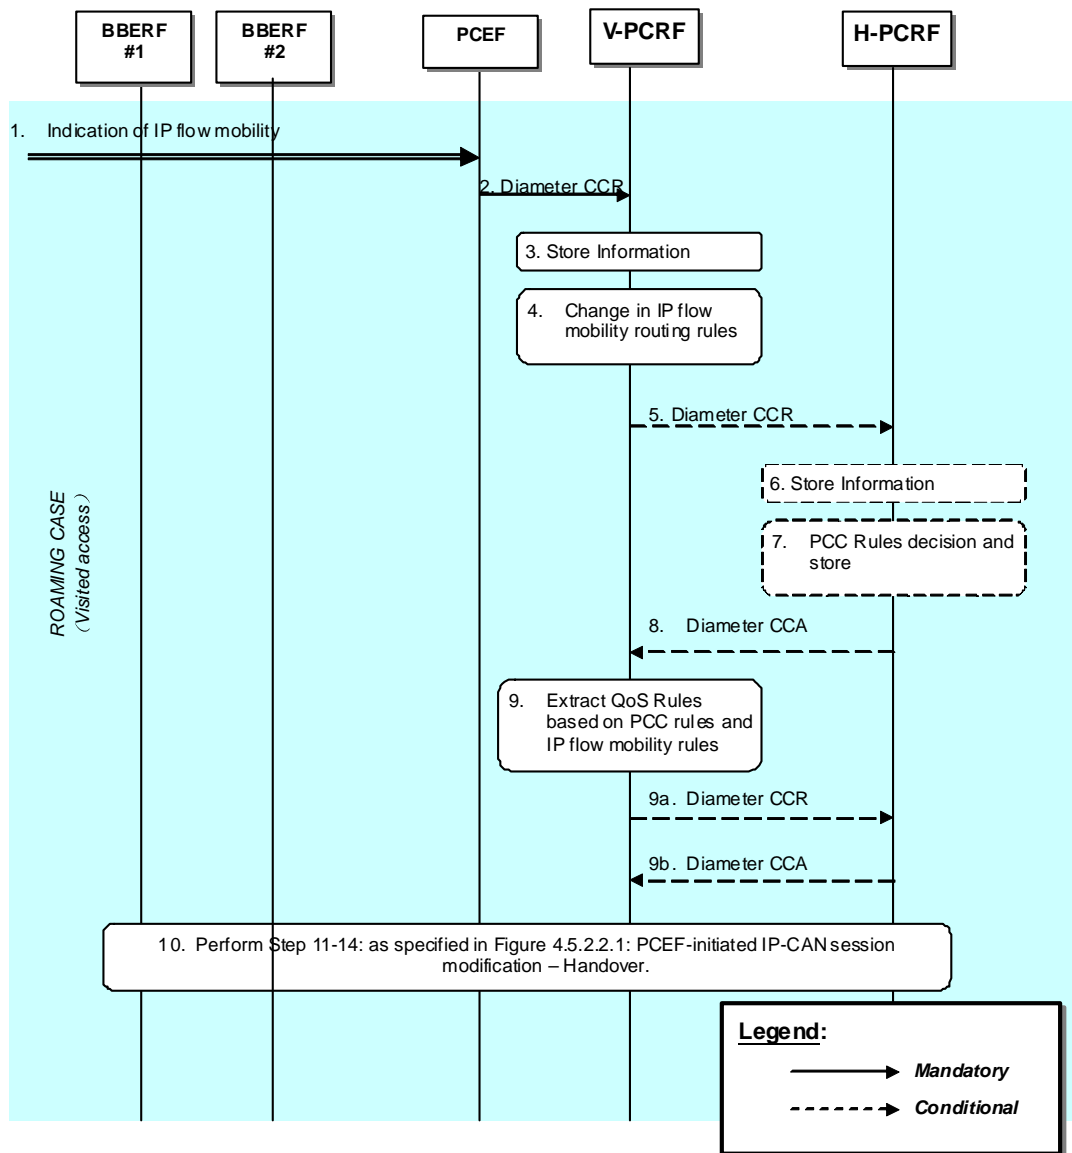 BBERF
#1
BBERF
#2
PCEF
V-PCRF
H-PCRF
1. Indication of IP flow mobility
2. Diameter CCR
3. Store Information
4. Change in IP flow
mobility routing rules
5. Diameter CCR
6. Store Information
7. PCC Rules decision and
store
ROAMING CASE
(Visited access)
8. Diameter CCA
9. Extract QoS Rules
based on PCC rules and
IP flow mobility rules
9a. Diameter CCR
9b. Diameter CCA
10. Perform Step 11-14: as specified in Figure 4.5.2.2.1: PCEF-initiated IP-CAN session
modification – Handover.
Legend:
Mandatory
Conditional